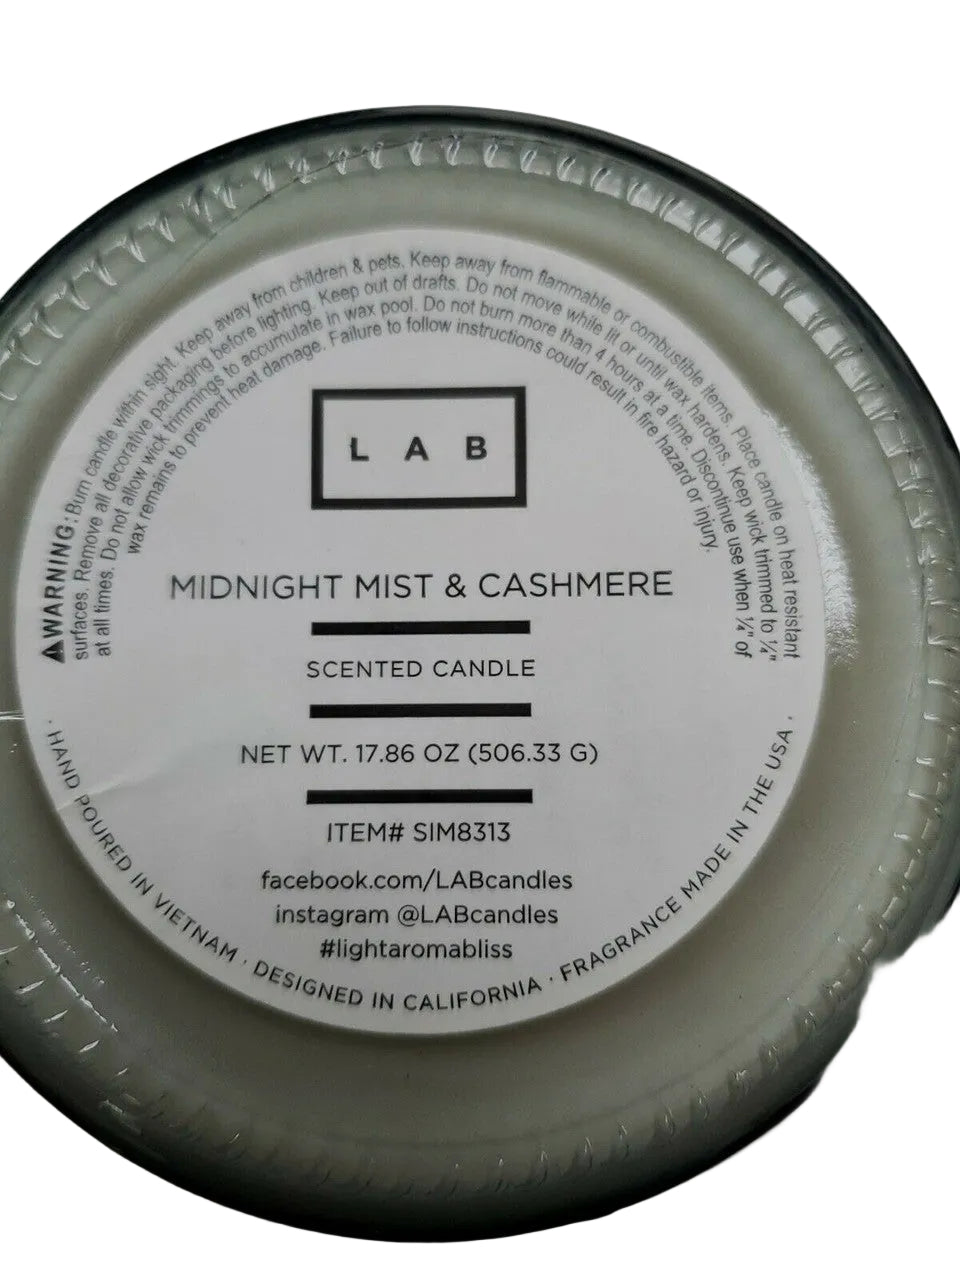 ⚠WARNING: Burn candle within sight. Keep away from children & pets. Keep away from flammable or combustible items. Place candle on heat resistant
surfaces. Remove all decorative packaging before lighting. Keep out of drafts. Do not move while lit or until wax hardens. Keep wick trimmed to ¼"
at all times. Do not allow wick trimmings to accumulate in wax pool. Do not burn more than 4 hours at a time. Discontinue use when ¼" of
wax remains to prevent heat damage. Failure to follow instructions could result in fire hazard or injury.
LAB
MIDNIGHT MIST & CASHMERE
SCENTED CANDLE
NET WT. 17.86 OZ (506.33 G)
ITEM# SIM8313
facebook.com/LABcandles
instagram @LABcandles
#lightaromabliss
· HAND POURED IN VIETNAM · DESIGNED IN CALIFORNIA · FRAGRANCE MADE IN THE USA ·